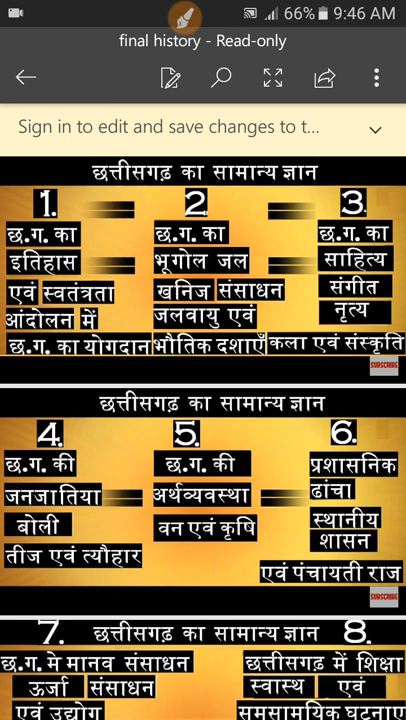 66% 9:46 AM
final history - Read-only
Sign in to edit and save changes to t...
छत्तीसगढ़ का सामान्य ज्ञान
1.
छ.ग. का
इतिहास
एवं स्वतंत्रता
आंदोलन में
छ.ग. का योगदान
2.
छ.ग. का
भूगोल जल
खनिज संसाधन
जलवायु एवं
भौतिक दशाएँ
3.
छ.ग. का
साहित्य
संगीत
नृत्य
कला एवं संस्कृति
SUBSCRIBE
छत्तीसगढ़ का सामान्य ज्ञान
4.
छ.ग. की
जनजातिया
बोली
तीज एवं त्यौहार
5.
छ.ग. की
अर्थव्यवस्था
वन एवं कृषि
6.
प्रशासनिक
ढांचा
स्थानीय
शासन
एवं पंचायती राज
SUBSCRIBE
छत्तीसगढ़ का सामान्य ज्ञान
7.
छ.ग. मे मानव संसाधन
ऊर्जा संसाधन
एवं उद्योग
8.
छत्तीसगढ़ में शिक्षा
स्वास्थ एवं
समसामयिक घटनाए